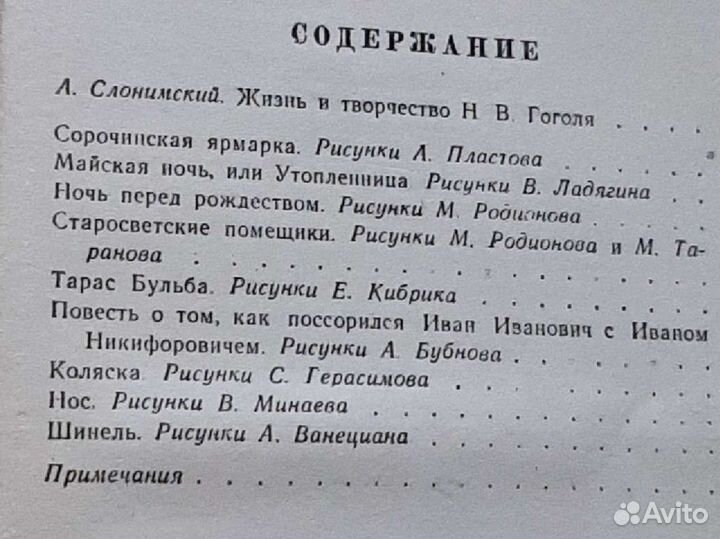 СОДЕРЖАНИЕ
А. Слонимский. Жизнь и творчество Н В. Гоголя . . . .
Сорочинская ярмарка. Рисунки А. Пластова . . . . . .
Майская ночь, или Утопленница Рисунки В. Ладягина . .
Ночь перед рождеством. Рисунки М. Родионова . . . . .
Старосветские помещики. Рисунки М. Родионова и М. Та-
ранова . . . . . . . . . . . . . . .
Тарас Бульба. Рисунки Е. Кибрика . . . . . . . .
Повесть о том, как поссорился Иван Иванович с Иваном
Никифоровичем. Рисунки А. Бубнова . . . . . .
Коляска. Рисунки С. Герасимова . . . . . . . . .
Нос. Рисунки В. Минаева . . . . . . . . . . .
Шинель. Рисунки А. Ванециана . . . . . . . . .
Примечания . . . . . . . . . . . . . . . .
Avito